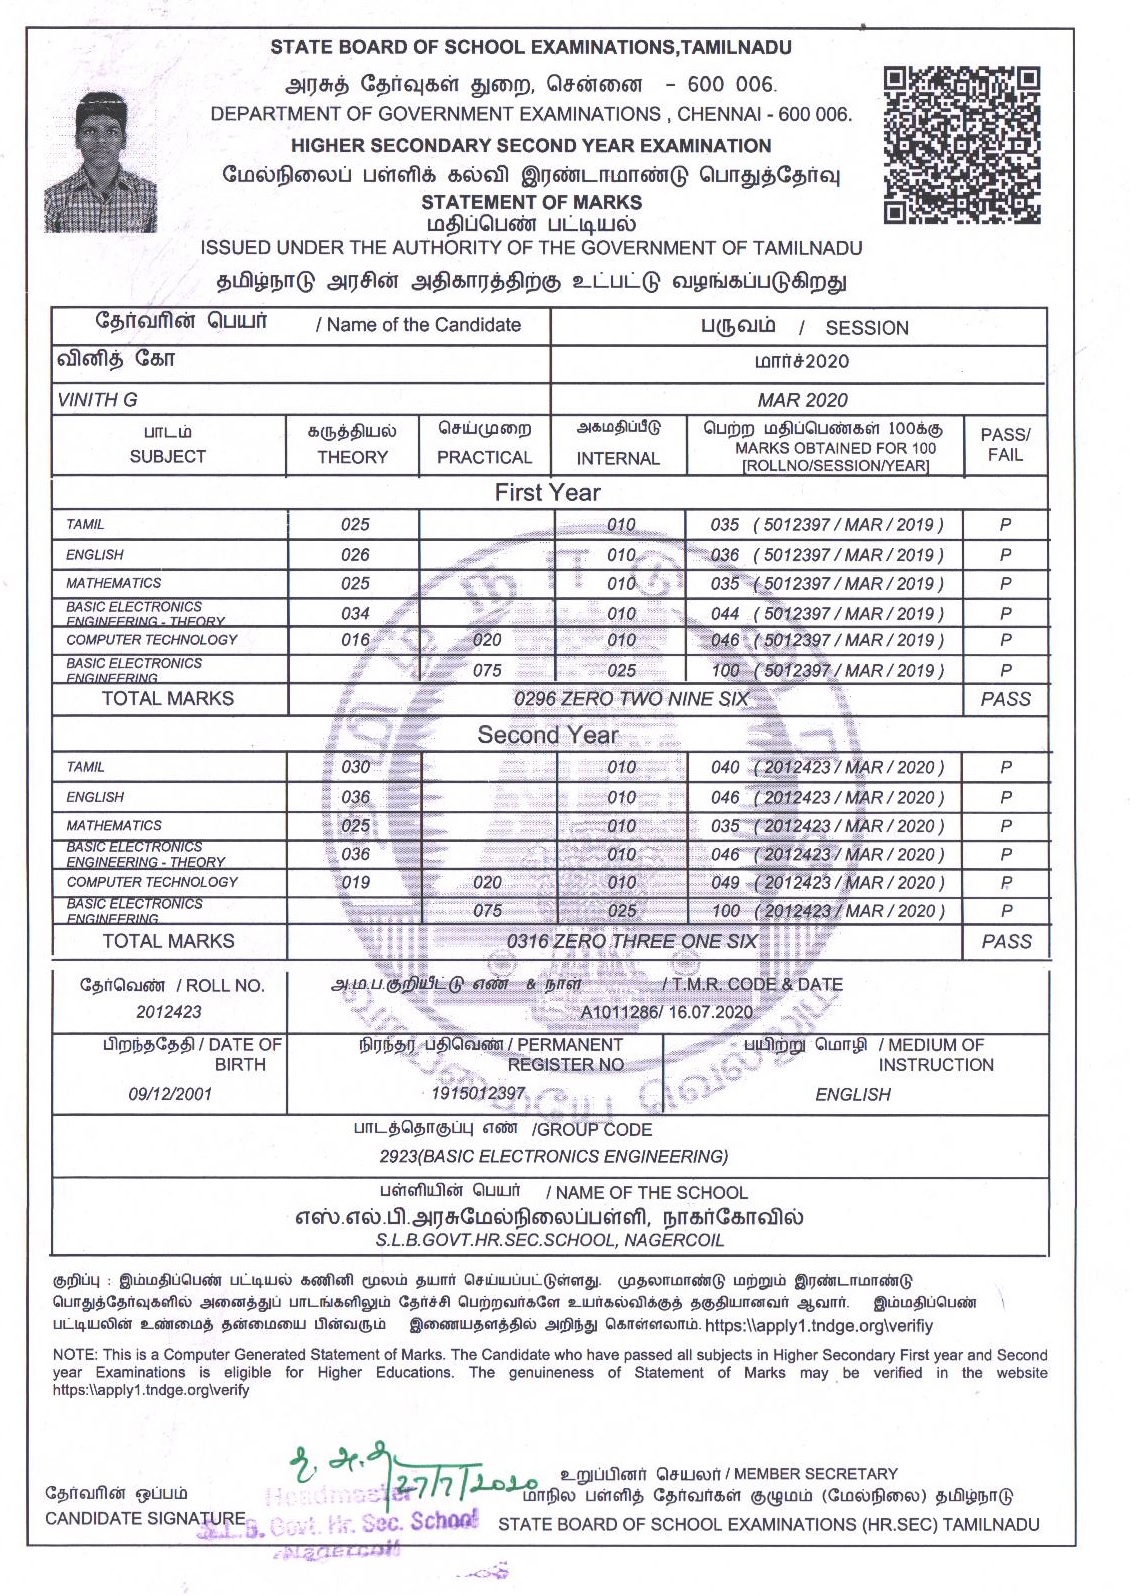 STATE BOARD OF SCHOOL EXAMINATIONS,TAMILNADU
அரசுத் தேர்வுகள் துறை, சென்னை - 600 006.
DEPARTMENT OF GOVERNMENT EXAMINATIONS , CHENNAI - 600 006.
HIGHER SECONDARY SECOND YEAR EXAMINATION
மேல்நிலைப் பள்ளிக் கல்வி இரண்டாமாண்டு பொதுத்தேர்வு
STATEMENT OF MARKS
மதிப்பெண் பட்டியல்
ISSUED UNDER THE AUTHORITY OF THE GOVERNMENT OF TAMILNADU
தமிழ்நாடு அரசின் அதிகாரத்திற்கு உட்பட்டு வழங்கப்படுகிறது
தேர்வரின் பெயர் / Name of the Candidate பருவம் / SESSION
வினித் கோ மார்ச்2020
VINITH G MAR 2020
பாடம் SUBJECT கருத்தியல் THEORY செய்முறை PRACTICAL அகமதிப்பீடு INTERNAL பெற்ற மதிப்பெண்கள் 100க்கு MARKS OBTAINED FOR 100 [ROLLNO/SESSION/YEAR] PASS/ FAIL
First Year
TAMIL 025 010 035 ( 5012397 / MAR / 2019 ) P
ENGLISH 026 010 036 ( 5012397 / MAR / 2019 ) P
MATHEMATICS 025 010 035 ( 5012397 / MAR / 2019 ) P
BASIC ELECTRONICS ENGINEERING - THEORY 034 010 044 ( 5012397 / MAR / 2019 ) P
COMPUTER TECHNOLOGY 016 020 010 046 ( 5012397 / MAR / 2019 ) P
BASIC ELECTRONICS ENGINEERING 075 025 100 ( 5012397 / MAR / 2019 ) P
TOTAL MARKS 0296 ZERO TWO NINE SIX PASS
Second Year
TAMIL 030 010 040 ( 2012423 / MAR / 2020 ) P
ENGLISH 036 010 046 ( 2012423 / MAR / 2020 ) P
MATHEMATICS 025 010 035 ( 2012423 / MAR / 2020 ) P
BASIC ELECTRONICS ENGINEERING - THEORY 036 010 046 ( 2012423 / MAR / 2020 ) P
COMPUTER TECHNOLOGY 019 020 010 049 ( 2012423 / MAR / 2020 ) P
BASIC ELECTRONICS ENGINEERING 075 025 100 ( 2012423 / MAR / 2020 ) P
TOTAL MARKS 0316 ZERO THREE ONE SIX PASS
தேர்வெண் / ROLL NO. அ.ம.ப.குறியீட்டு எண் & நாள் / T.M.R. CODE & DATE
2012423 A1011286/ 16.07.2020
பிறந்ததேதி / DATE OF BIRTH நிரந்தர பதிவெண் / PERMANENT REGISTER NO பயிற்று மொழி / MEDIUM OF INSTRUCTION
09/12/2001 1915012397 ENGLISH
பாடத்தொகுப்பு எண் /GROUP CODE
2923(BASIC ELECTRONICS ENGINEERING)
பள்ளியின் பெயர் / NAME OF THE SCHOOL
எஸ்.எல்.பி.அரசுமேல்நிலைப்பள்ளி, நாகர்கோவில்
S.L.B.GOVT.HR.SEC.SCHOOL, NAGERCOIL
குறிப்பு : இம்மதிப்பெண் பட்டியல் கணினி மூலம் தயார் செய்யப்பட்டுள்ளது. முதலாமாண்டு மற்றும் இரண்டாமாண்டு
பொதுத்தேர்வுகளில் அனைத்துப் பாடங்களிலும் தேர்ச்சி பெற்றவர்களே உயர்கல்விக்குத் தகுதியானவர் ஆவார். இம்மதிப்பெண்
பட்டியலின் உண்மைத் தன்மையை பின்வரும் இணையதளத்தில் அறிந்து கொள்ளலாம். https:\\apply1.tndge.org\verifiy
NOTE: This is a Computer Generated Statement of Marks. The Candidate who have passed all subjects in Higher Secondary First year and Second
year Examinations is eligible for Higher Educations. The genuineness of Statement of Marks may be verified in the website
https:\\apply1.tndge.org\verify
27/7/2020
உறுப்பினர் செயலர் / MEMBER SECRETARY
தேர்வரின் ஒப்பம் Headmaster மாநில பள்ளித் தேர்வர்கள் குழுமம் (மேல்நிலை) தமிழ்நாடு
CANDIDATE SIGNATURE S.L.B. Govt. Hr. Sec. School STATE BOARD OF SCHOOL EXAMINATIONS (HR.SEC) TAMILNADU
Nagercoil